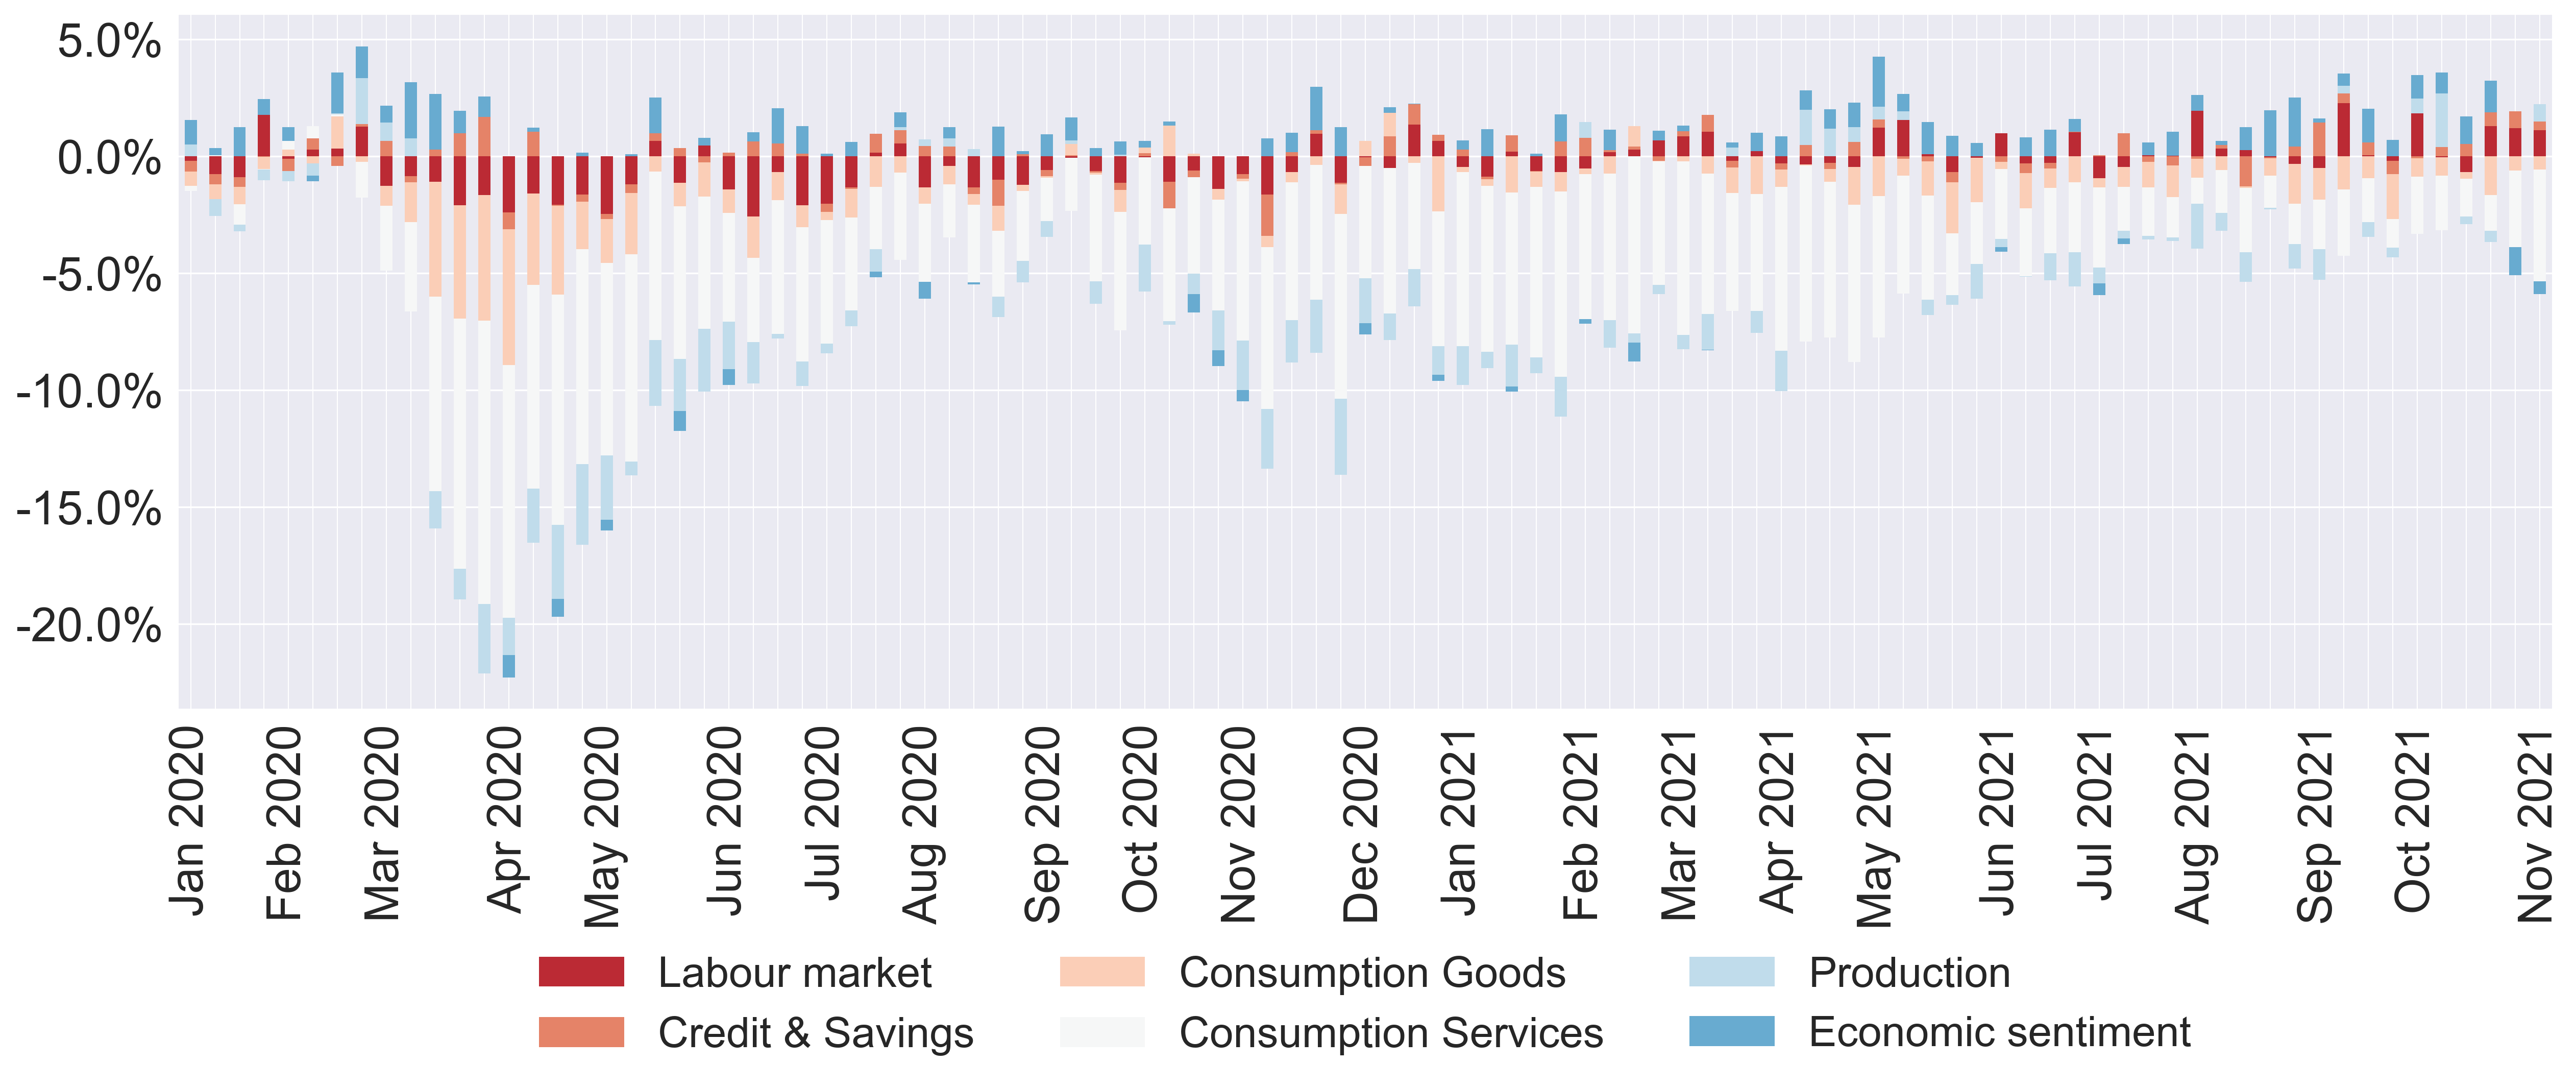 5.0%
0.0%
-5.0%
-10.0%
-15.0%
-20.0%
Jan 2020
Feb 2020
Mar 2020
Apr 2020
May 2020
Jun 2020
Jul 2020
Aug 2020
Sep 2020
Oct 2020
Nov 2020
Dec 2020
Jan 2021
Feb 2021
Mar 2021
Apr 2021
May 2021
Jun 2021
Jul 2021
Aug 2021
Sep 2021
Oct 2021
Nov 2021
Labour market
Consumption Goods
Production
Credit & Savings
Consumption Services
Economic sentiment